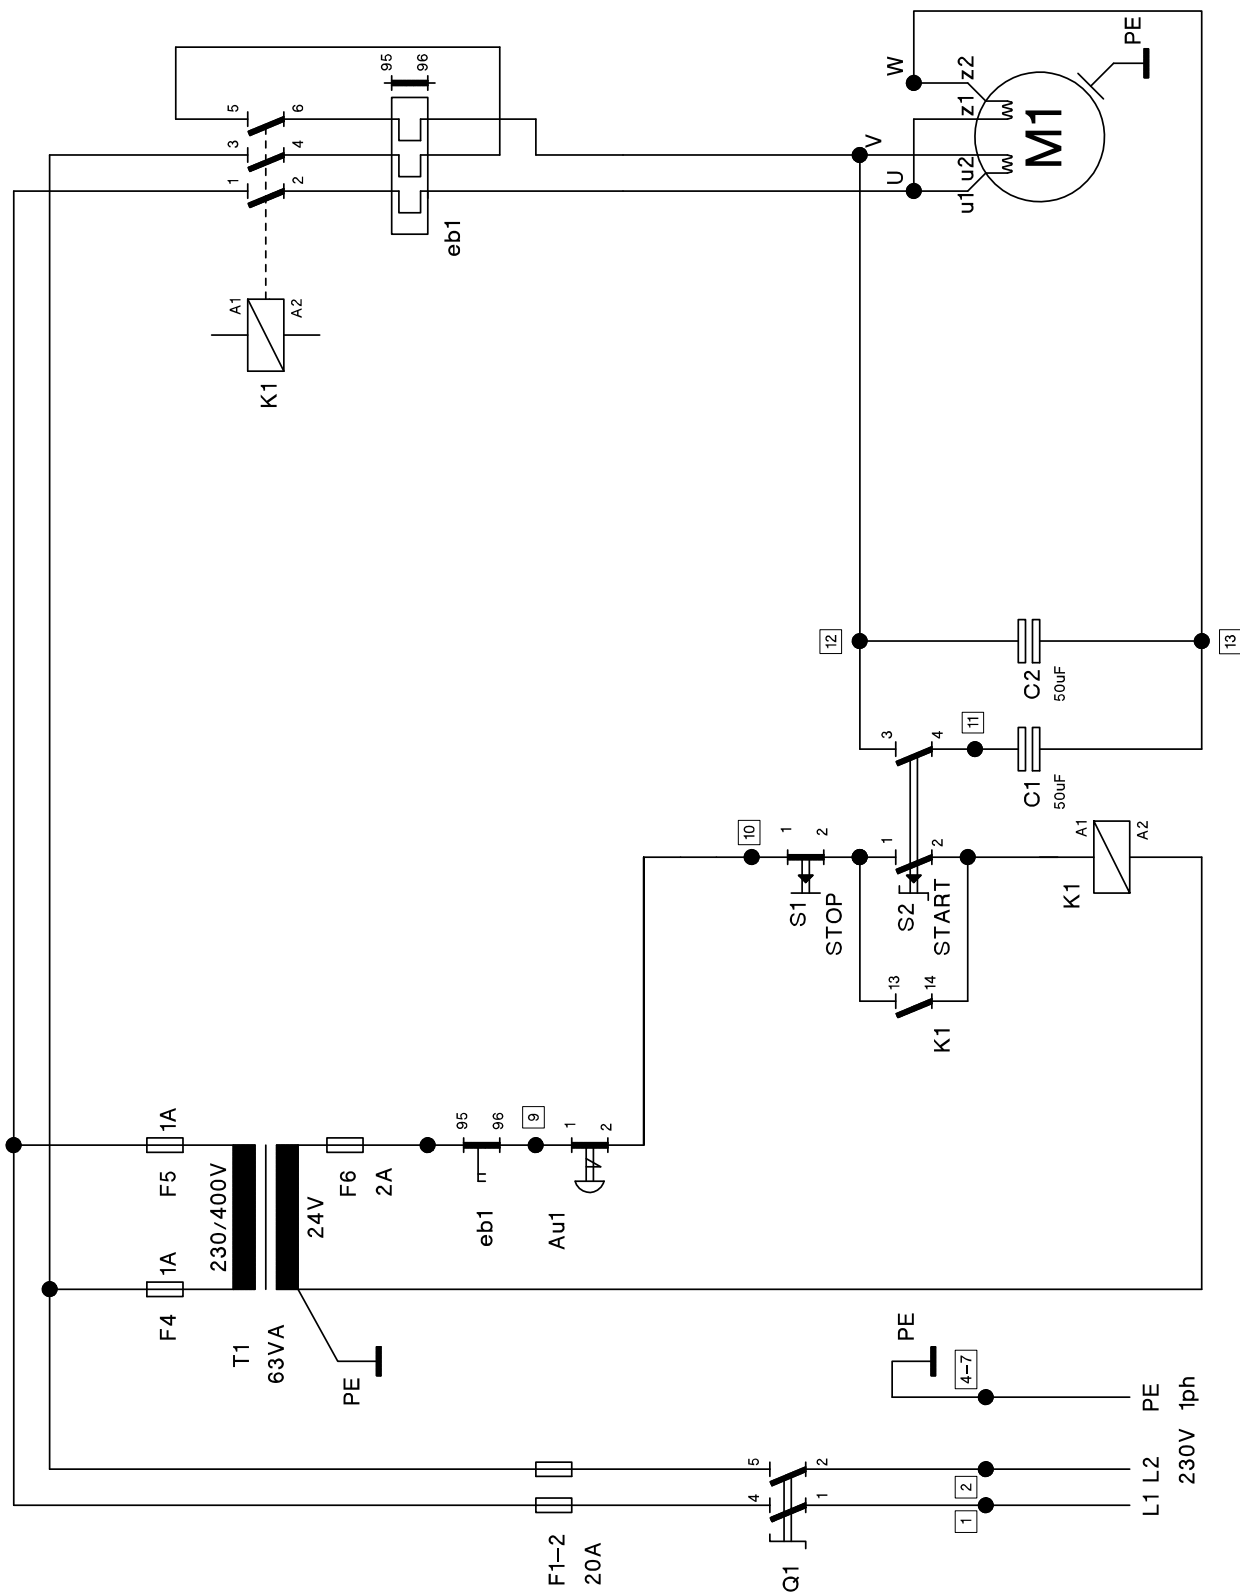 L1 L2 PE
230V 1ph
1
2
4-7
PE
Q1
4
5
1
2
F1-2
20A
F4
1A
F5
1A
T1
63VA
230/400V
24V
PE
F6
2A
eb1
95
96
9
Au1
1
2
10
S1
STOP
1
2
S2
START
1
2
3
4
K1
13
14
K1
A1
A2
11
C1
50uF
C2
50uF
12
13
K1
A1
A2
1
3
5
2
4
6
95
96
eb1
U
V
W
u1
u2
z1
z2
M1
PE